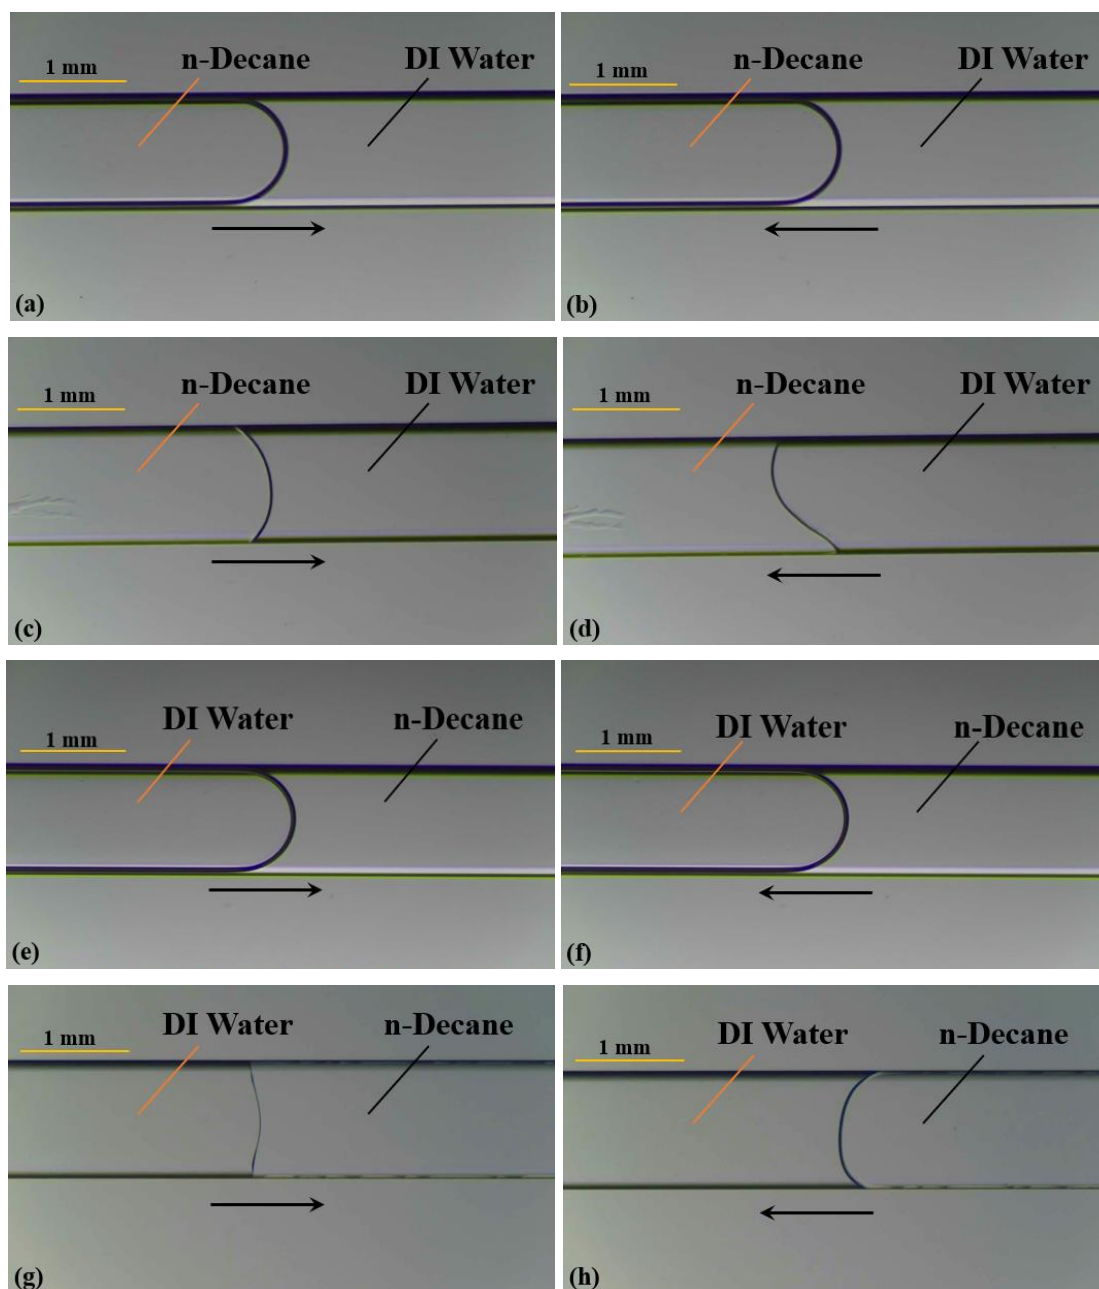 n-Decane DI Water
1 mm
(a)
n-Decane DI Water
1 mm
(b)
n-Decane DI Water
1 mm
(c)
n-Decane DI Water
1 mm
(d)
DI Water n-Decane
1 mm
(e)
DI Water n-Decane
1 mm
(f)
DI Water n-Decane
1 mm
(g)
DI Water n-Decane
1 mm
(h)